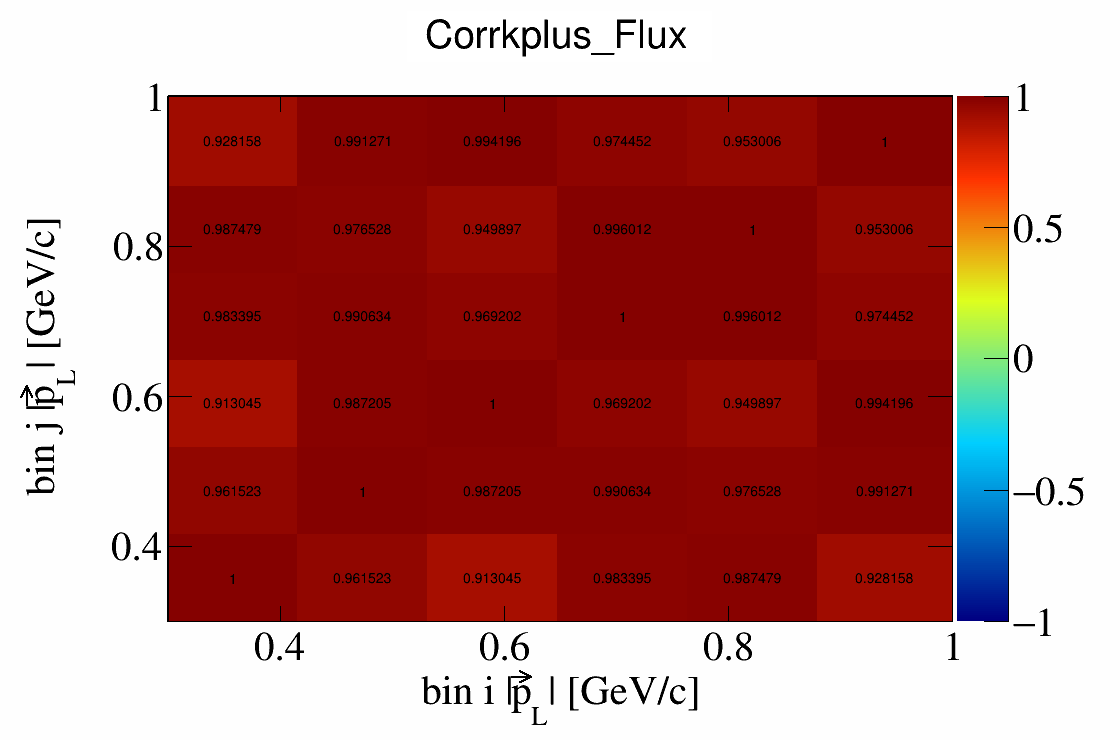 Corrkplus_Flux
1
0.928158 0.991271 0.994196 0.974452 0.953006 1
0.987479 0.976528 0.949897 0.996012 1 0.953006
0.8
0.983395 0.990634 0.969202 1 0.996012 0.974452
0.6
0.913045 0.987205 1 0.969202 0.949897 0.994196
0.961523 1 0.987205 0.990634 0.976528 0.991271
0.4
1 0.961523 0.913045 0.983395 0.987479 0.928158
0.4 0.6 0.8 1
bin i |p⃗_L| [GeV/c]
bin j |p⃗_L| [GeV/c]
1
0.5
0
−0.5
−1